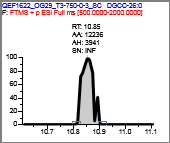 QEF1622_OG29_T3-750-0-3_SC DGCC-26:0
F: FTMS + p ESI Full ms [500.0000-2000.0000]
RT: 10.85
AA: 12236
AH: 3941
SN: INF
100
80
60
40
20
0
10.7 10.8 10.9 11.0 11.1